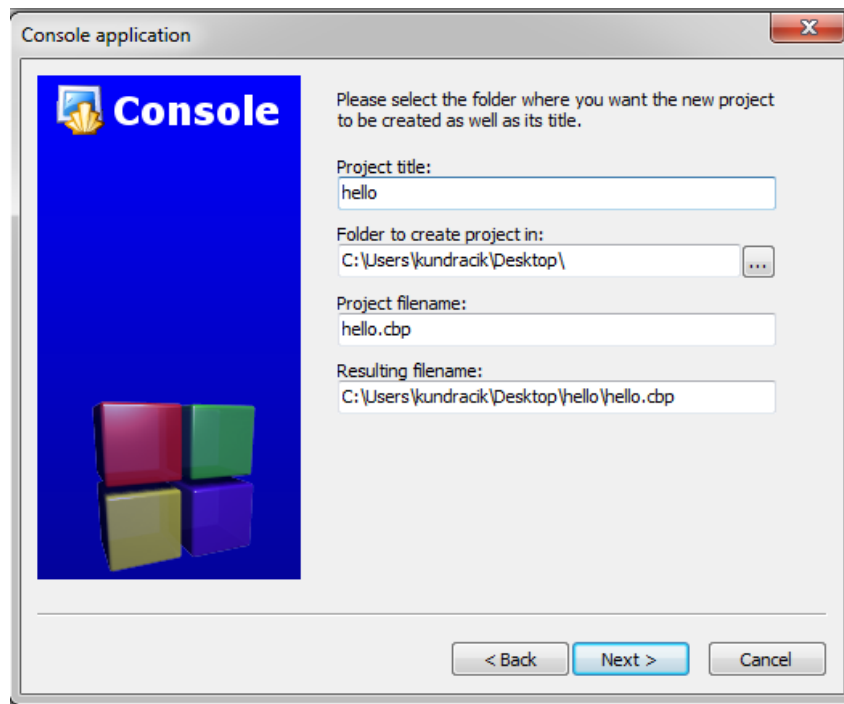 Console application
Console
Please select the folder where you want the new project
to be created as well as its title.
Project title:
hello
Folder to create project in:
C:\Users\kundracik\Desktop\
...
Project filename:
hello.cbp
Resulting filename:
C:\Users\kundracik\Desktop\hello\hello.cbp
< Back Next > Cancel